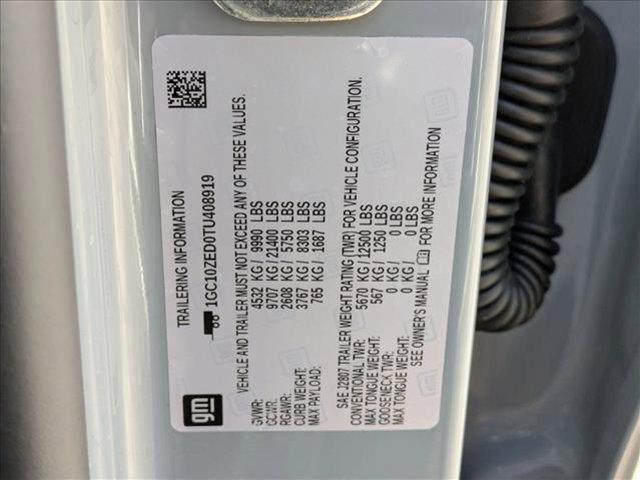 gm
TRAILERING INFORMATION
1GC10ZED0TU408919
VEHICLE AND TRAILER MUST NOT EXCEED ANY OF THESE VALUES.
GVWR: 4532 KG/ 9990 LBS
GCWR: 9707 KG/21400 LBS
RGAWR: 2608 KG/ 5750 LBS
CURB WEIGHT: 3767 KG/ 8303 LBS
MAX PAYLOAD: 765 KG/ 1687 LBS
SAE J2807 TRAILER WEIGHT RATING (TWR) FOR VEHICLE CONFIGURATION.
CONVENTIONAL TWR: 5670 KG/12500 LBS
MAX TONGUE WEIGHT: 567 KG/ 1250 LBS
GOOSENECK TWR: 0 KG/ 0 LBS
MAX TONGUE WEIGHT: 0 KG/ 0 LBS
SEE OWNER'S MANUAL FOR MORE INFORMATION